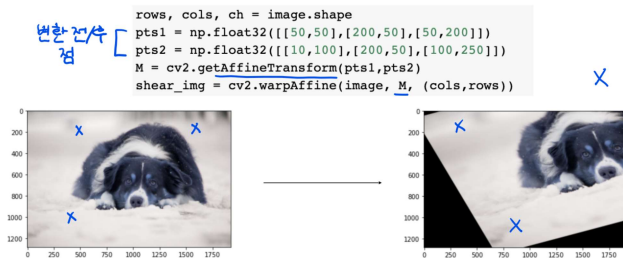 rows, cols, ch = image.shape
변환 전/후
점
pts1 = np.float32([[50,50],[200,50],[50,200]])
pts2 = np.float32([[10,100],[200,50],[100,250]])
M = cv2.getAffineTransform(pts1,pts2)
shear_img = cv2.warpAffine(image, M, (cols,rows))
X
0
200
400
600
800
1000
1200
0 250 500 750 1000 1250 1500 1750
X X
X
0
200
400
600
800
1000
1200
0 250 500 750 1000 1250 1500 1750
X
X